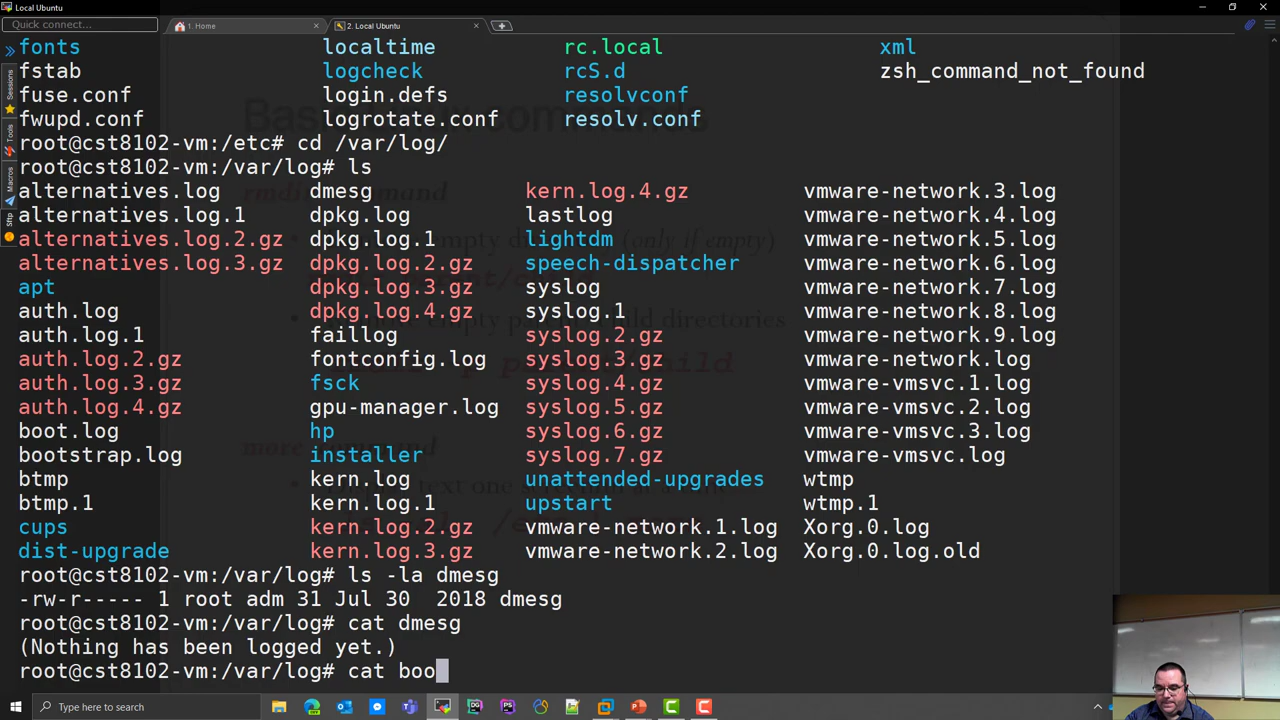 Local Ubuntu
Quick connect... 1. Home 2. Local Ubuntu
fonts localtime rc.local xml
fstab logcheck rcS.d zsh_command_not_found
fuse.conf login.defs resolvconf
fwupd.conf logrotate.conf resolv.conf
root@cst8102-vm:/etc# cd /var/log/
root@cst8102-vm:/var/log# ls
alternatives.log dmesg kern.log.4.gz vmware-network.3.log
alternatives.log.1 dpkg.log lastlog vmware-network.4.log
alternatives.log.2.gz dpkg.log.1 lightdm vmware-network.5.log
alternatives.log.3.gz dpkg.log.2.gz speech-dispatcher vmware-network.6.log
apt dpkg.log.3.gz syslog vmware-network.7.log
auth.log dpkg.log.4.gz syslog.1 vmware-network.8.log
auth.log.1 faillog syslog.2.gz vmware-network.9.log
auth.log.2.gz fontconfig.log syslog.3.gz vmware-network.log
auth.log.3.gz fsck syslog.4.gz vmware-vmsvc.1.log
auth.log.4.gz gpu-manager.log syslog.5.gz vmware-vmsvc.2.log
boot.log hp syslog.6.gz vmware-vmsvc.3.log
bootstrap.log installer syslog.7.gz vmware-vmsvc.log
btmp kern.log unattended-upgrades wtmp
btmp.1 kern.log.1 upstart wtmp.1
cups kern.log.2.gz vmware-network.1.log Xorg.0.log
dist-upgrade kern.log.3.gz vmware-network.2.log Xorg.0.log.old
root@cst8102-vm:/var/log# ls -la dmesg
-rw-r----- 1 root adm 31 Jul 30  2018 dmesg
root@cst8102-vm:/var/log# cat dmesg
(Nothing has been logged yet.)
root@cst8102-vm:/var/log# cat boo
Sessions
Tools
Macros
Sftp
Type here to search